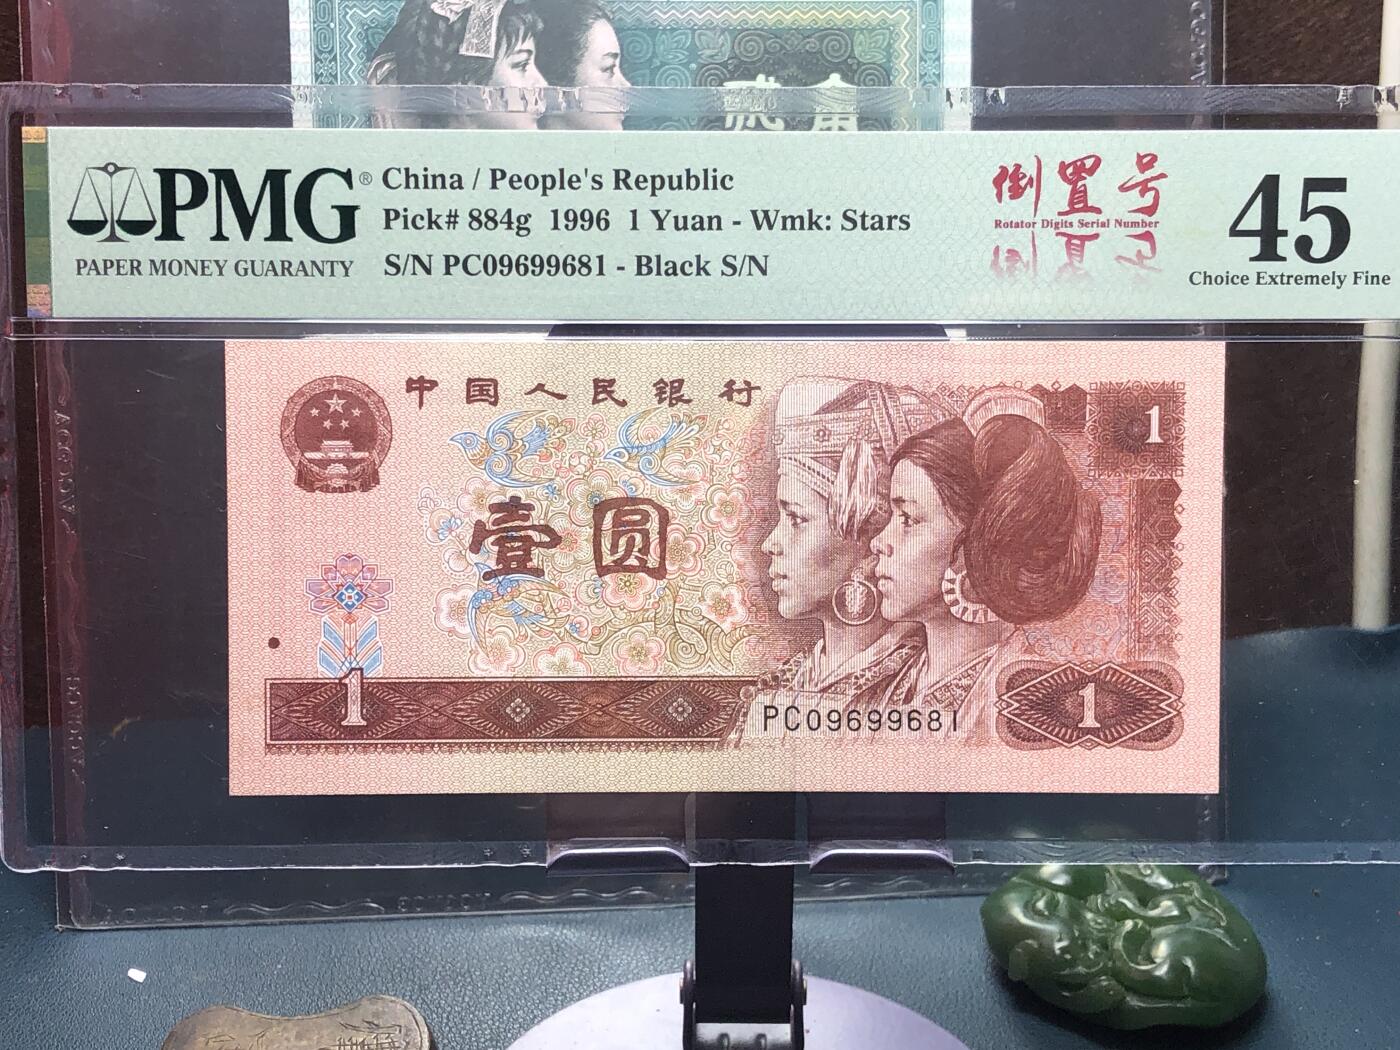 贰角
PMG®
PAPER MONEY GUARANTY
China / People's Republic
Pick# 884g 1996 1 Yuan - Wmk: Stars
S/N PC09699681 - Black S/N
倒置号
Rotator Digits Serial Number
45
Choice Extremely Fine
中国人民银行
1
壹圆
1
PC09699681
1